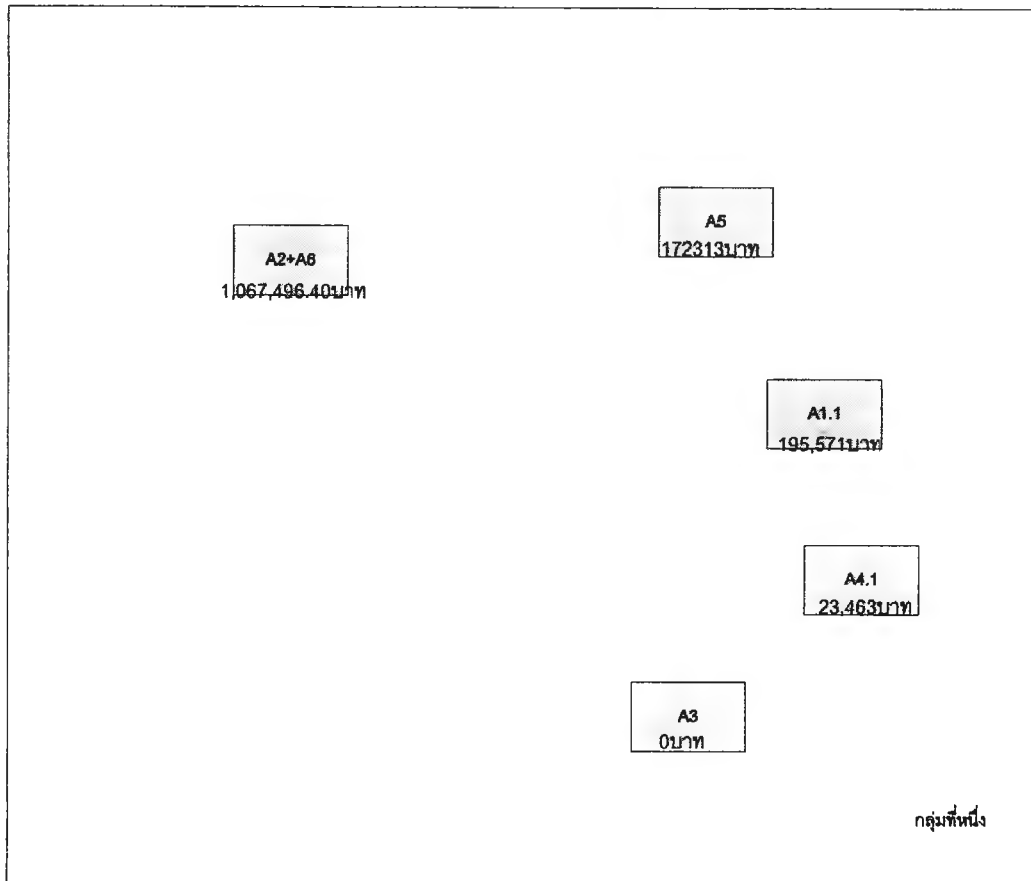 A5
172313บาท
A2+A6
1,067,496.40บาท
A1.1
195,571บาท
A4.1
23,463บาท
A3
0บาท
กลุ่มที่หนึ่ง